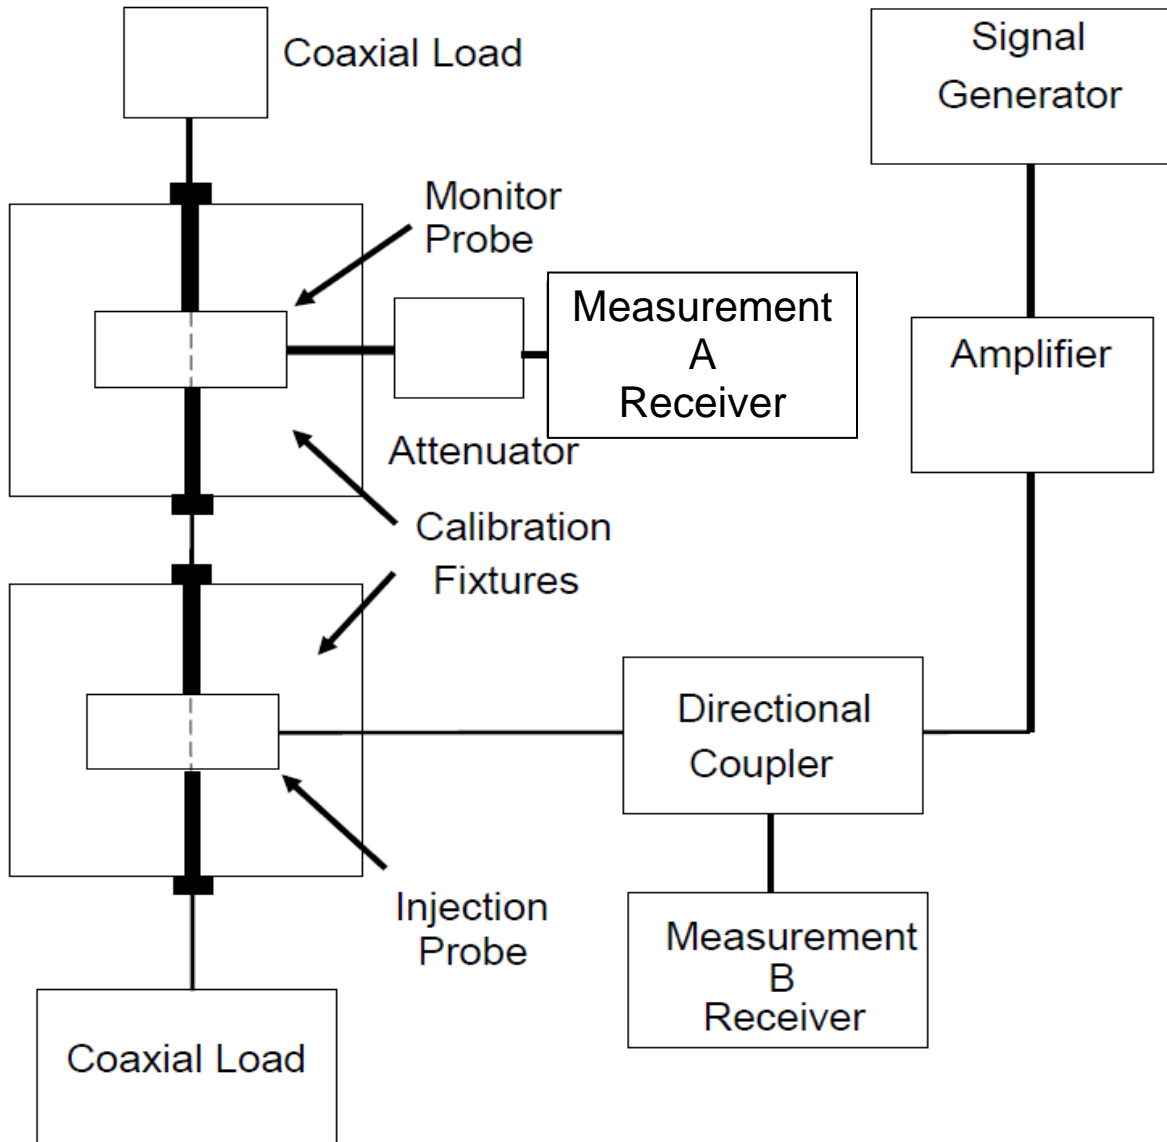 Coaxial Load
Signal
Generator
Monitor
Probe
Measurement
A
Receiver
Amplifier
Attenuator
Calibration
Fixtures
Directional
Coupler
Injection
Probe
Measurement
B
Receiver
Coaxial Load